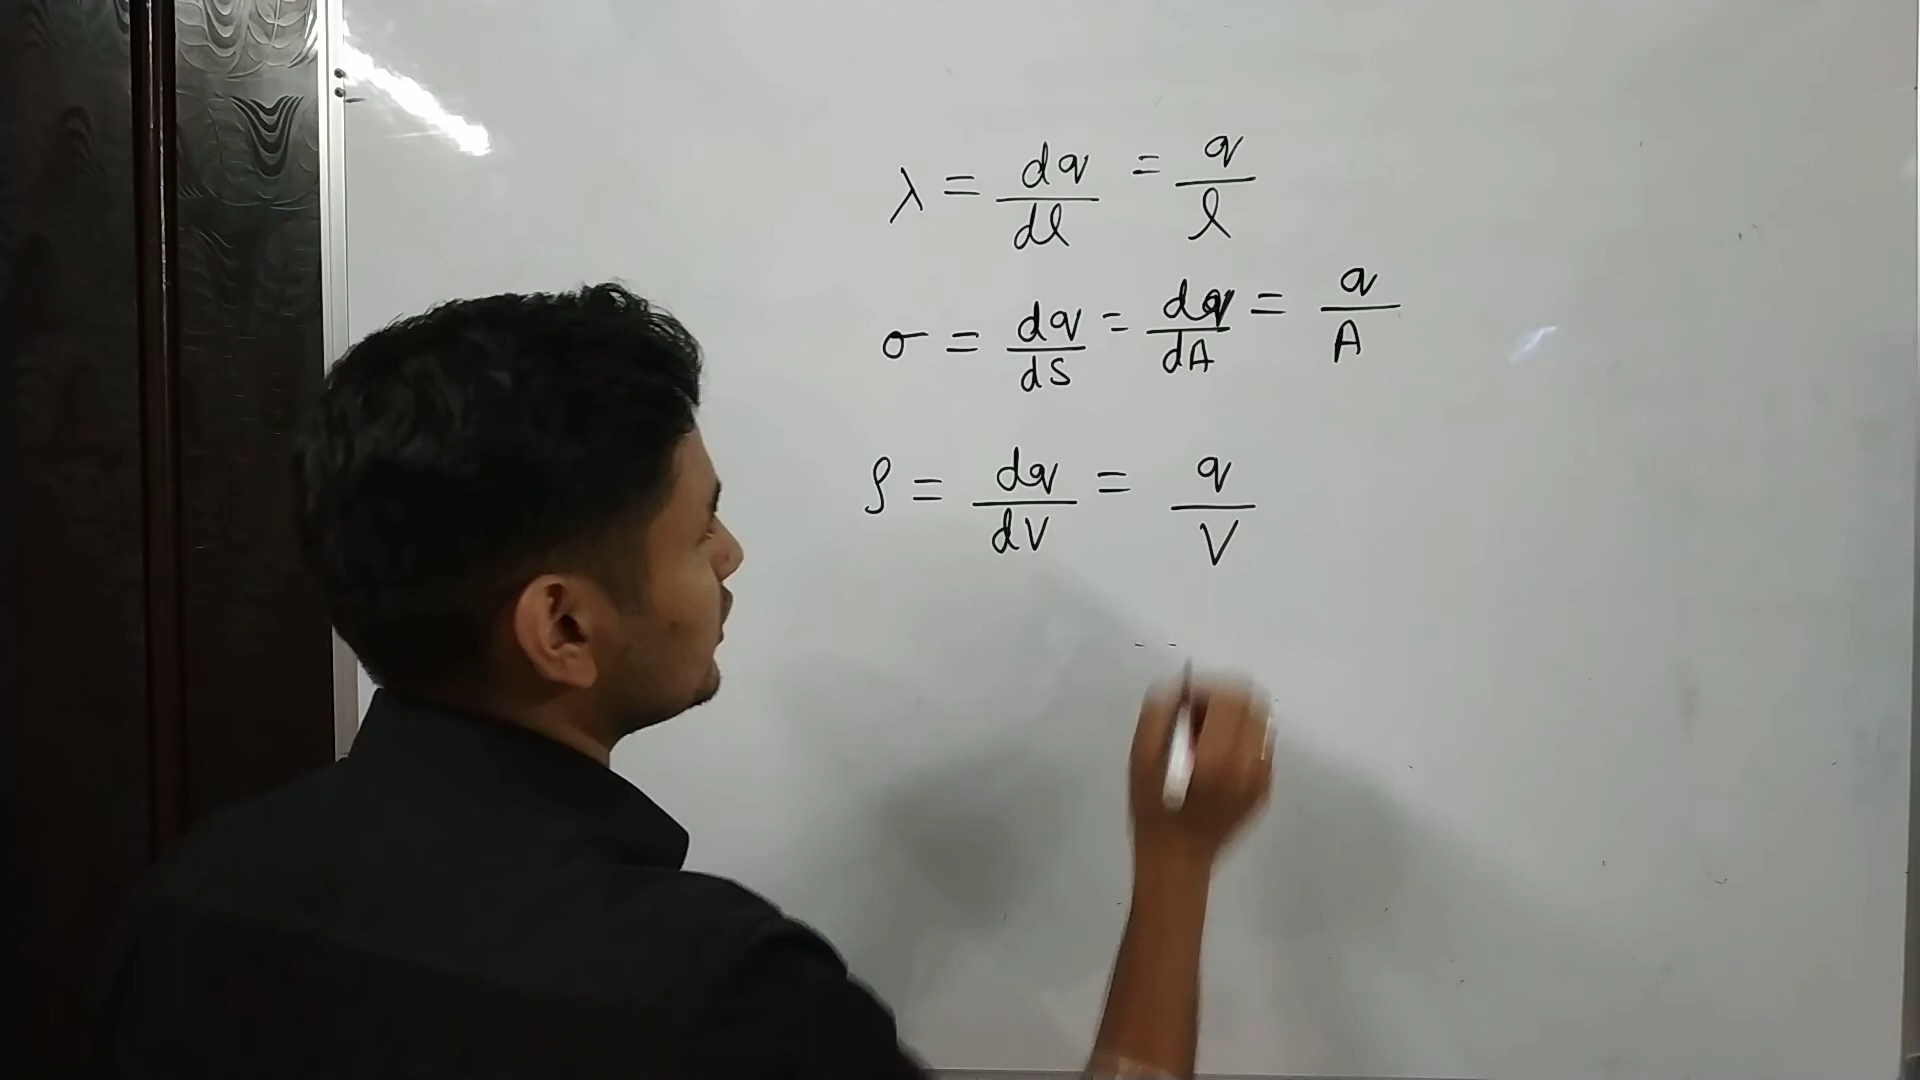 λ = dq/dl = q/l
σ = dq/dS = dq/dA = q/A
ρ = dq/dV = q/V